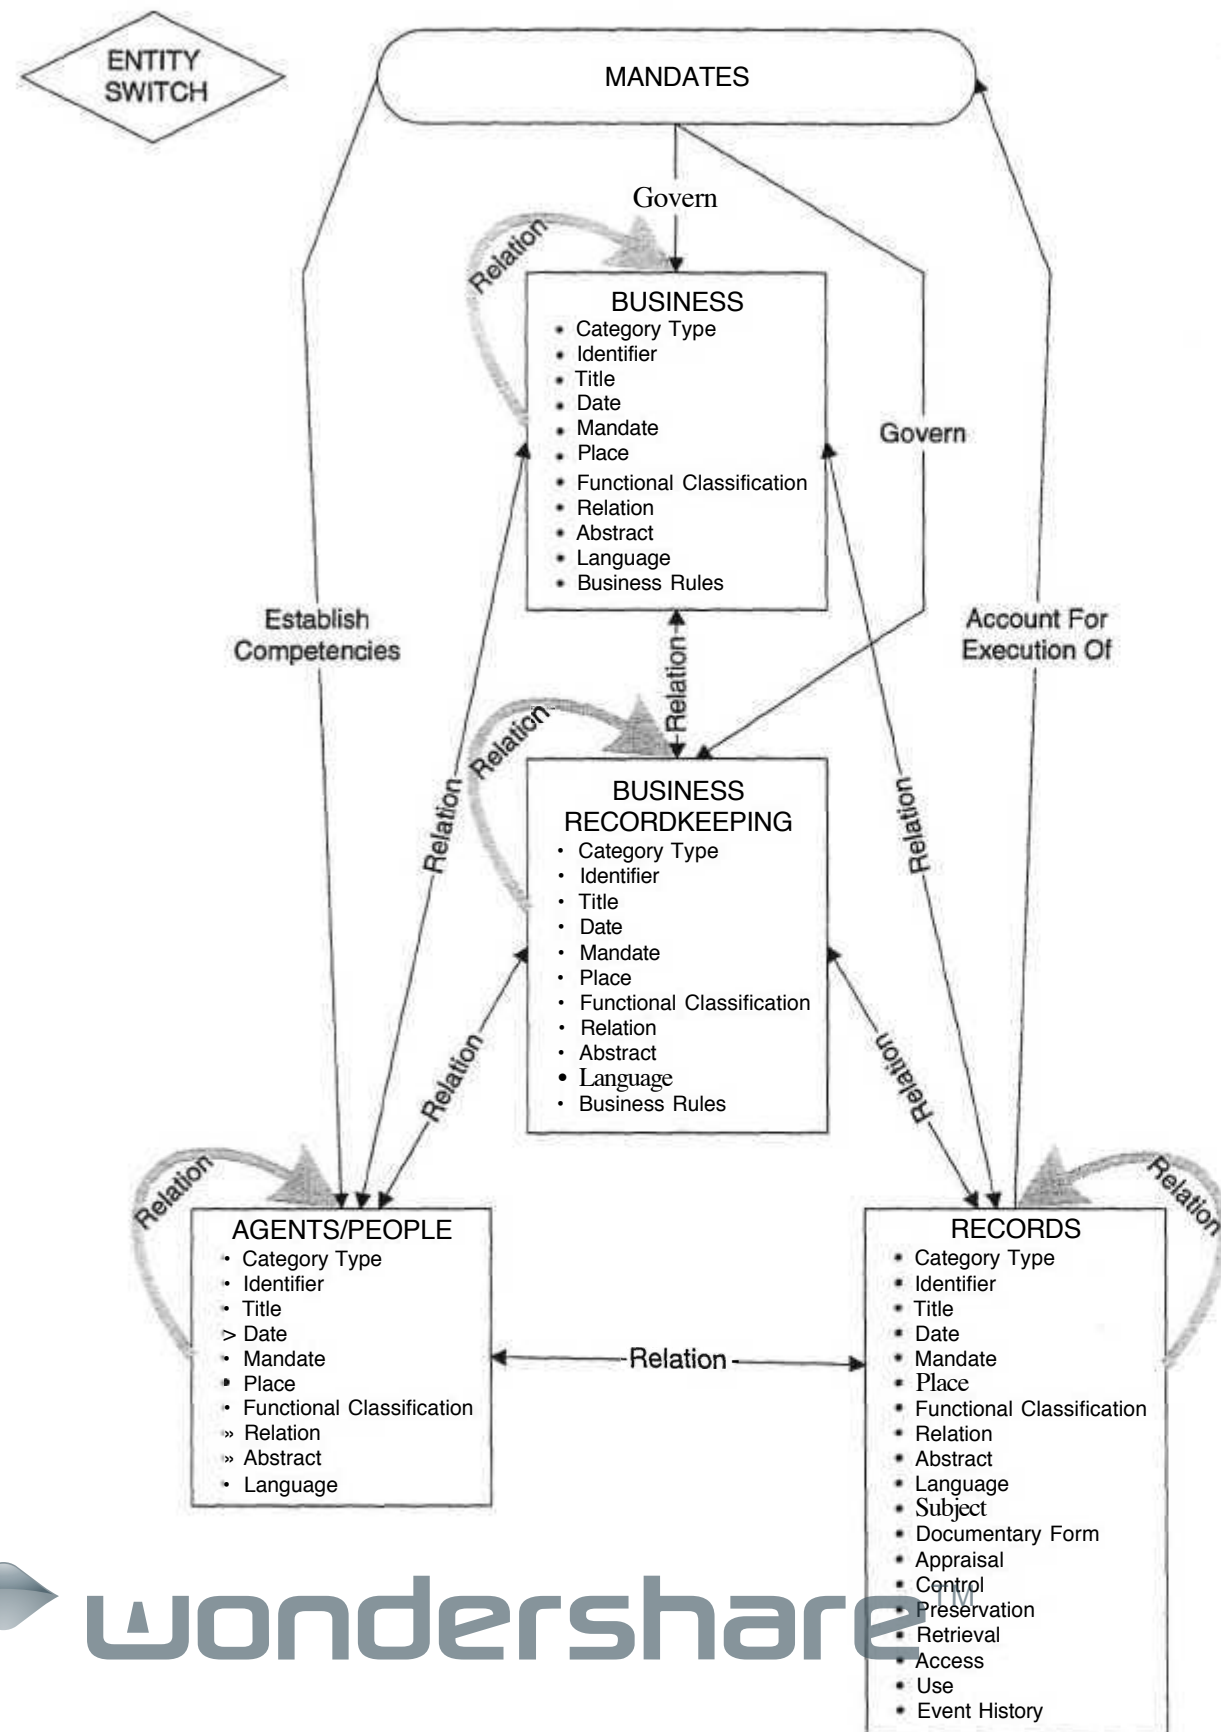 ENTITY
SWITCH
MANDATES
Govern
Relation
BUSINESS
• Category Type
• Identifier
• Title
• Date
• Mandate
• Place
• Functional Classification
• Relation
• Abstract
• Language
• Business Rules
Govern
Establish
Competencies
Account For
Execution Of
Relation
Relation
Relation
Relation
BUSINESS
RECORDKEEPING
• Category Type
• Identifier
• Title
• Date
• Mandate
• Place
• Functional Classification
• Relation
• Abstract
• Language
• Business Rules
Relation
Relation
Relation
AGENTS/PEOPLE
• Category Type
• Identifier
• Title
> Date
• Mandate
• Place
• Functional Classification
» Relation
» Abstract
• Language
Relation
Relation
RECORDS
• Category Type
• Identifier
• Title
• Date
• Mandate
• Place
• Functional Classification
• Relation
• Abstract
• Language
• Subject
• Documentary Form
• Appraisal
• Control
• Preservation
• Retrieval
• Access
• Use
• Event History
wondershare™